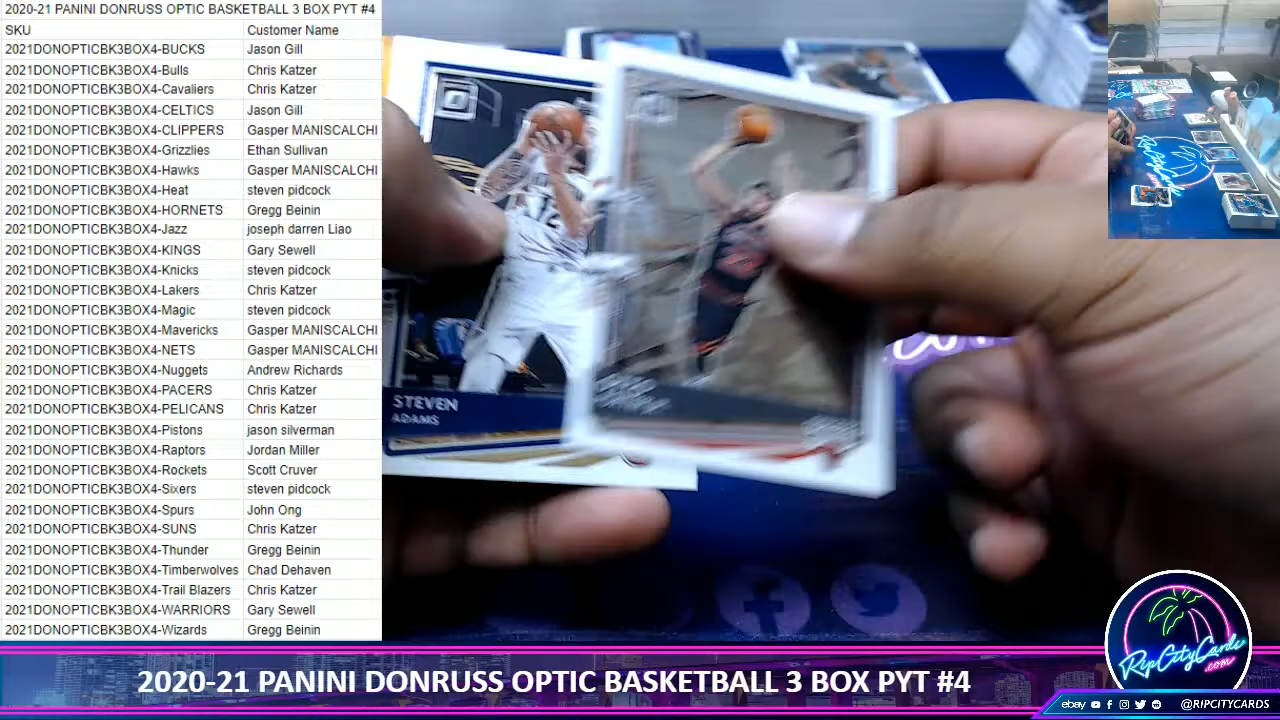 2020-21 PANINI DONRUSS OPTIC BASKETBALL 3 BOX PYT #4
SKU Customer Name
2021DONOPTICBK3BOX4-BUCKS Jason Gill
2021DONOPTICBK3BOX4-Bulls Chris Katzer
2021DONOPTICBK3BOX4-Cavaliers Chris Katzer
2021DONOPTICBK3BOX4-CELTICS Jason Gill
2021DONOPTICBK3BOX4-CLIPPERS Gasper MANISCALCHI
2021DONOPTICBK3BOX4-Grizzlies Ethan Sullivan
2021DONOPTICBK3BOX4-Hawks Gasper MANISCALCHI
2021DONOPTICBK3BOX4-Heat steven pidcock
2021DONOPTICBK3BOX4-HORNETS Gregg Beinin
2021DONOPTICBK3BOX4-Jazz joseph darren Liao
2021DONOPTICBK3BOX4-KINGS Gary Sewell
2021DONOPTICBK3BOX4-Knicks steven pidcock
2021DONOPTICBK3BOX4-Lakers Chris Katzer
2021DONOPTICBK3BOX4-Magic steven pidcock
2021DONOPTICBK3BOX4-Mavericks Gasper MANISCALCHI
2021DONOPTICBK3BOX4-NETS Gasper MANISCALCHI
2021DONOPTICBK3BOX4-Nuggets Andrew Richards
2021DONOPTICBK3BOX4-PACERS Chris Katzer
2021DONOPTICBK3BOX4-PELICANS Chris Katzer
2021DONOPTICBK3BOX4-Pistons jason silverman
2021DONOPTICBK3BOX4-Raptors Jordan Miller
2021DONOPTICBK3BOX4-Rockets Scott Cruver
2021DONOPTICBK3BOX4-Sixers steven pidcock
2021DONOPTICBK3BOX4-Spurs John Ong
2021DONOPTICBK3BOX4-SUNS Chris Katzer
2021DONOPTICBK3BOX4-Thunder Gregg Beinin
2021DONOPTICBK3BOX4-Timberwolves Chad Dehaven
2021DONOPTICBK3BOX4-Trail Blazers Chris Katzer
2021DONOPTICBK3BOX4-WARRIORS Gary Sewell
2021DONOPTICBK3BOX4-Wizards Gregg Beinin
STEVEN
ADAMS
2020-21 PANINI DONRUSS OPTIC BASKETBALL 3 BOX PYT #4
RipCityCards
.com
ebay @RIPCITYCARDS